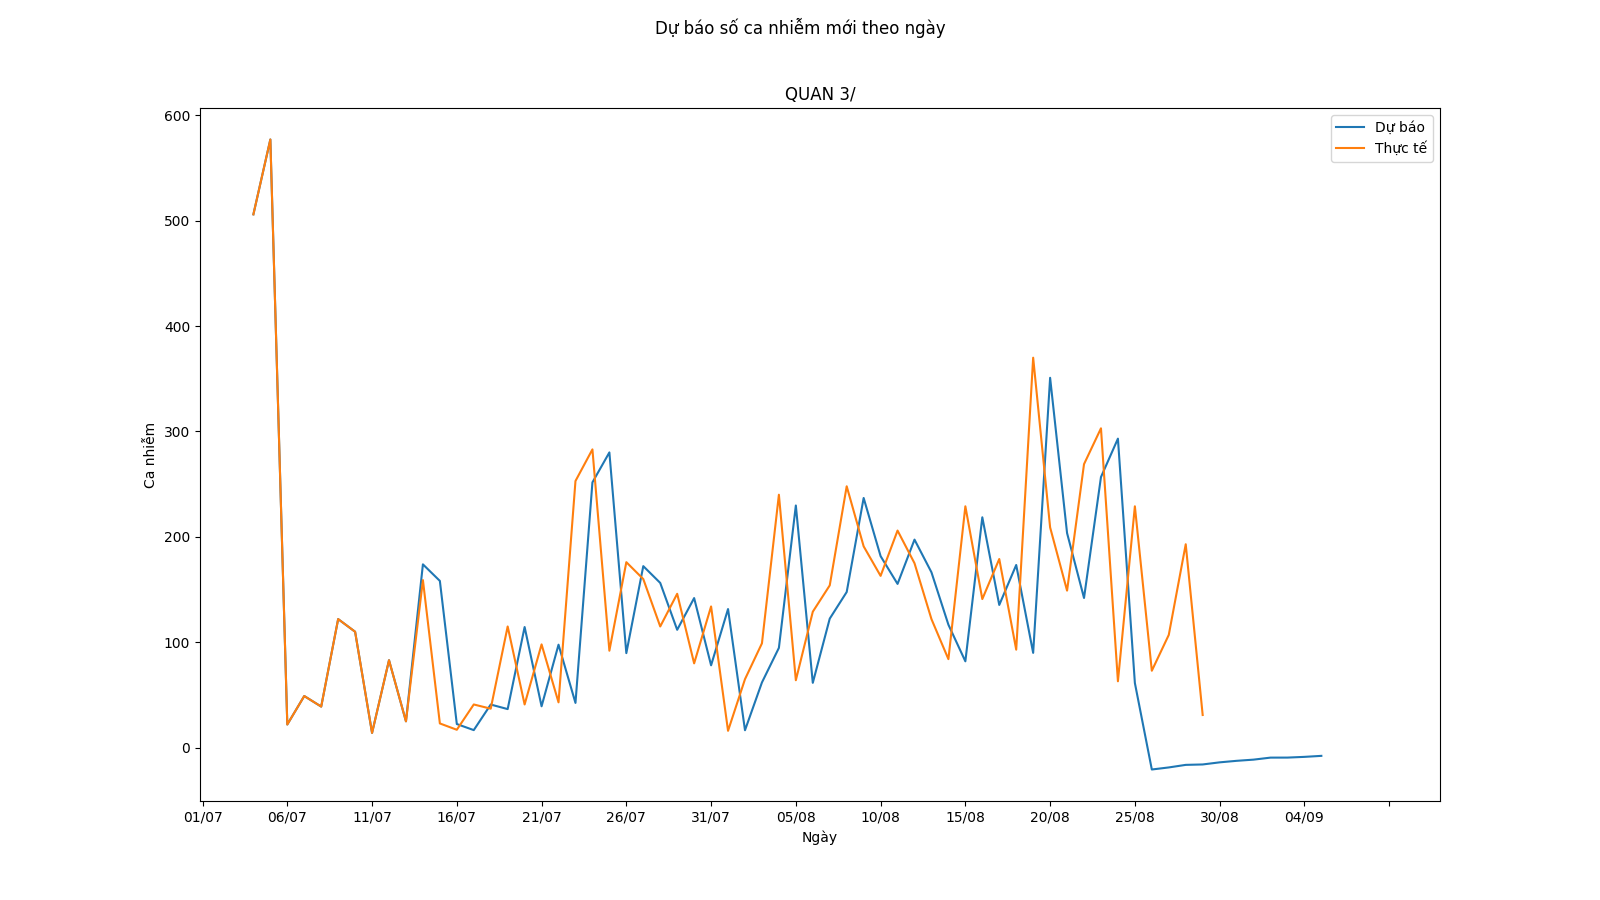 Dự báo số ca nhiễm mới theo ngày
QUAN 3/
Dự báo
Thực tế
600
500
400
300
200
100
0
Ca nhiễm
01/07 06/07 11/07 16/07 21/07 26/07 31/07 05/08 10/08 15/08 20/08 25/08 30/08 04/09
Ngày